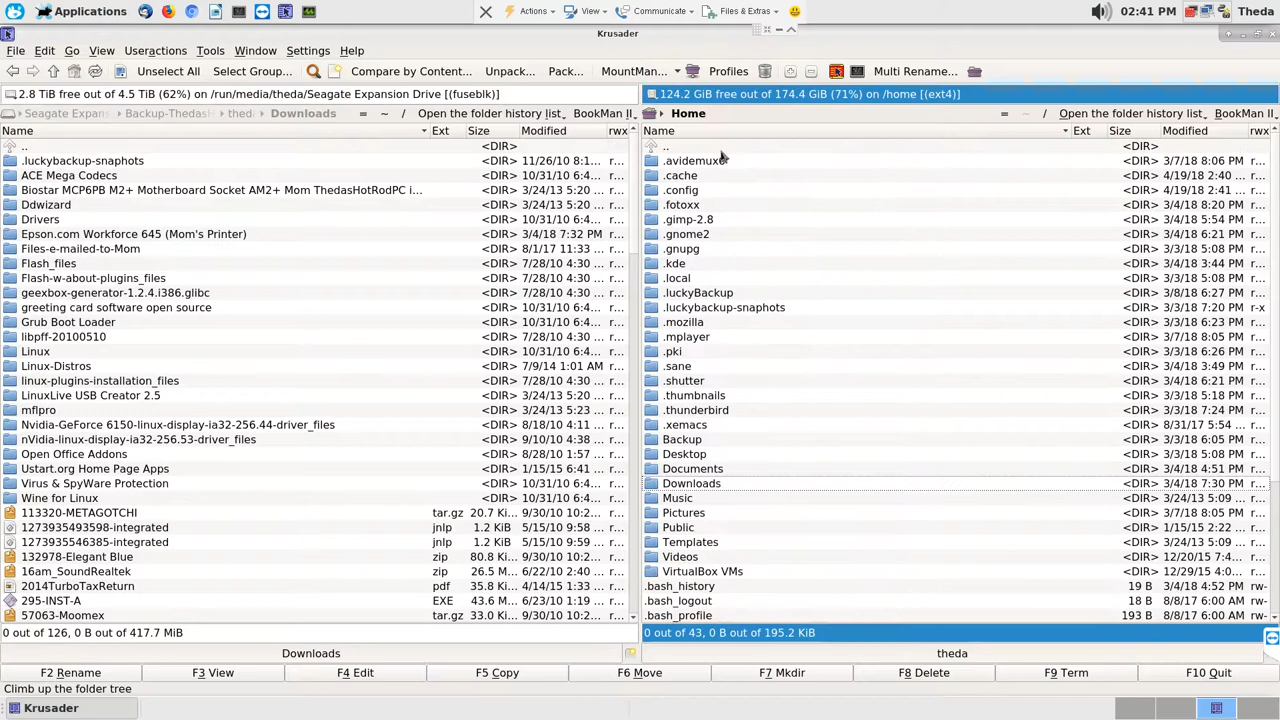 Applications Actions View Communicate Files & Extras 02:41 PM Theda
Krusader
File Edit Go View Useractions Tools Window Settings Help
Unselect All Select Group... Compare by Content... Unpack... Pack... MountMan... Profiles Multi Rename...
2.8 TiB free out of 4.5 TiB (62%) on /run/media/theda/Seagate Expansion Drive [(fuseblk)] 124.2 GiB free out of 174.4 GiB (71%) on /home [(ext4)]
Seagate Expan Backup-Thedas thed Downloads = ~ / Open the folder history list BookMan II Home = ~ / Open the folder history list BookMan II
Name Ext Size Modified rwx Name Ext Size Modified rwx
.. <DIR> .. <DIR>
.luckybackup-snaphots <DIR> 11/26/10 8:1... r... .avidemux <DIR> 3/7/18 8:06 PM r...
ACE Mega Codecs <DIR> 10/31/10 6:4... r... .cache <DIR> 4/19/18 2:40 ... r...
Biostar MCP6PB M2+ Motherboard Socket AM2+ Mom ThedasHotRodPC i... <DIR> 3/24/13 5:20 ... r... .config <DIR> 4/19/18 2:41 ... r...
Ddwizard <DIR> 3/24/13 5:20 ... r... .fotoxx <DIR> 3/4/18 8:20 PM r...
Drivers <DIR> 10/31/10 6:4... r... .gimp-2.8 <DIR> 3/4/18 5:54 PM r...
Epson.com Workforce 645 (Mom's Printer) <DIR> 3/4/18 7:32 PM r... .gnome2 <DIR> 3/4/18 6:21 PM r...
Files-e-mailed-to-Mom <DIR> 8/1/17 11:33 ... r... .gnupg <DIR> 3/3/18 5:08 PM r...
Flash_files <DIR> 7/28/10 4:30 ... r... .kde <DIR> 3/4/18 3:44 PM r...
Flash-w-about-plugins_files <DIR> 7/28/10 4:30 ... r... .local <DIR> 3/3/18 5:08 PM r...
geexbox-generator-1.2.4.i386.glibc <DIR> 7/28/10 4:30 ... r... .luckyBackup <DIR> 3/8/18 6:27 PM r...
greeting card software open source <DIR> 10/31/10 6:4... r... .luckybackup-snaphots <DIR> 3/3/18 7:20 PM r-x
Grub Boot Loader <DIR> 10/31/10 6:4... r... .mozilla <DIR> 3/3/18 6:23 PM r...
libpff-20100510 <DIR> 10/31/10 6:4... r... .mplayer <DIR> 3/7/18 8:05 PM r...
Linux <DIR> 10/31/10 6:4... r... .pki <DIR> 3/3/18 6:26 PM r...
Linux-Distros <DIR> 7/9/14 1:01 AM r... .sane <DIR> 3/4/18 3:49 PM r...
linux-plugins-installation_files <DIR> 7/28/10 4:30 ... r... .shutter <DIR> 3/4/18 6:21 PM r...
LinuxLive USB Creator 2.5 <DIR> 3/24/13 5:20 ... r... .thumbnails <DIR> 3/3/18 5:18 PM r...
mflpro <DIR> 3/24/13 5:23 ... r... .thunderbird <DIR> 3/3/18 7:24 PM r...
Nvidia-GeForce 6150-linux-display-ia32-256.44-driver_files <DIR> 8/18/10 4:11 ... r... .xemacs <DIR> 8/31/17 5:54 ... r...
nVidia-linux-display-ia32-256.53-driver_files <DIR> 9/10/10 4:38 ... r... Backup <DIR> 3/3/18 6:05 PM r...
Open Office Addons <DIR> 8/28/10 1:57 ... r... Desktop <DIR> 3/8/18 6:05 PM r...
Ustart.org Home Page Apps <DIR> 1/15/15 6:41 ... r... Documents <DIR> 3/4/18 4:51 PM r...
Virus & SpyWare Protection <DIR> 10/31/10 6:4... r... Downloads <DIR> 3/4/18 7:30 PM r...
Wine for Linux <DIR> 10/31/10 6:4... r... Music <DIR> 3/24/13 5:09 ... r...
113320-METAGOTCHI tar.gz 20.7 Ki... 9/30/10 10:2... r... Pictures <DIR> 3/7/18 8:05 PM r...
1273935493598-integrated jnlp 1.2 KiB 5/15/10 9:58 ... r... Public <DIR> 1/15/15 2:22 ... r...
1273935546385-integrated jnlp 1.2 KiB 5/15/10 9:59 ... r... Templates <DIR> 3/24/13 5:09 ... r...
132978-Elegant Blue zip 80.8 Ki... 9/30/10 10:2... r... Videos <DIR> 12/20/15 7:4... r...
16am_SoundRealtek zip 26.5 M... 6/22/10 2:40 ... r... VirtualBox VMs <DIR> 12/29/15 4:0... r...
2014TurboTaxReturn pdf 35.8 Ki... 4/14/15 1:33 ... r... .bash_history 19 B 3/4/18 4:52 PM rw-
295-INST-A EXE 43.6 M... 6/23/10 1:19 ... r... .bash_logout 18 B 8/8/17 6:00 AM rw-
57063-Moomex tar.gz 33.0 Ki... 9/30/10 10:2... r... .bash_profile 193 B 8/8/17 6:00 AM rw-
0 out of 126, 0 B out of 417.7 MiB 0 out of 43, 0 B out of 195.2 KiB
Downloads theda
F2 Rename F3 View F4 Edit F5 Copy F6 Move F7 Mkdir F8 Delete F9 Term F10 Quit
Climb up the folder tree
Krusader